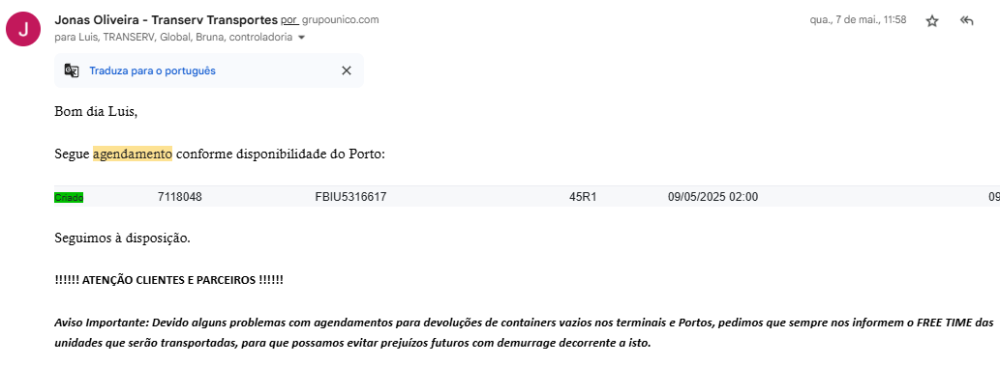 J
Jonas Oliveira - Transerv Transportes por grupounico.com
qua., 7 de mai., 11:58
para Luis, TRANSERV, Global, Bruna, controladoria
Traduza para o português
Bom dia Luis,
Segue agendamento conforme disponibilidade do Porto:
Criado 7118048 FBIU5316617 45R1 09/05/2025 02:00 09
Seguimos à disposição.
!!!!!! ATENÇÃO CLIENTES E PARCEIROS !!!!!!
Aviso Importante: Devido alguns problemas com agendamentos para devoluções de containers vazios nos terminais e Portos, pedimos que sempre nos informem o FREE TIME das
unidades que serão transportadas, para que possamos evitar prejuízos futuros com demurrage decorrente a isto.